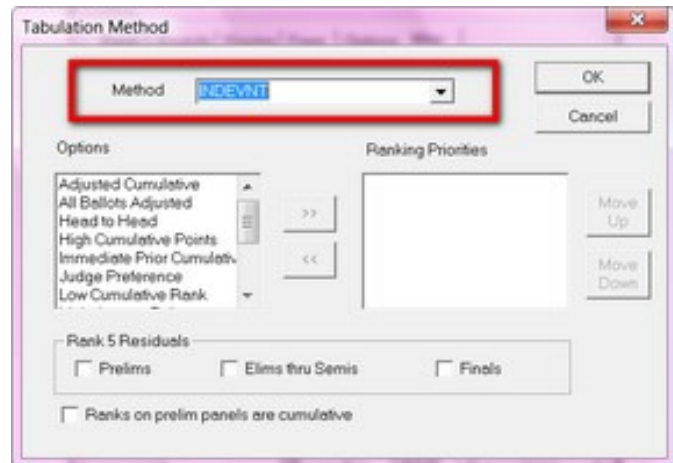 Tabulation Method
Method INDEVNT
OK
Cancel
Options
Ranking Priorities
Adjusted Cumulative
All Ballots Adjusted
Head to Head
High Cumulative Points
Immediate Prior Cumulativ
Judge Preference
Low Cumulative Rank
>>
<<
Move Up
Move Down
Rank 5 Residuals
Prelims Elims thru Semis Finals
Ranks on prelim panels are cumulative